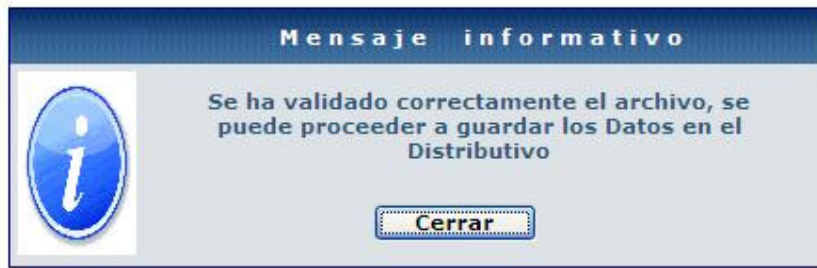 Mensaje informativo
Se ha validado correctamente el archivo, se
puede proceeder a guardar los Datos en el
Distributivo
Cerrar